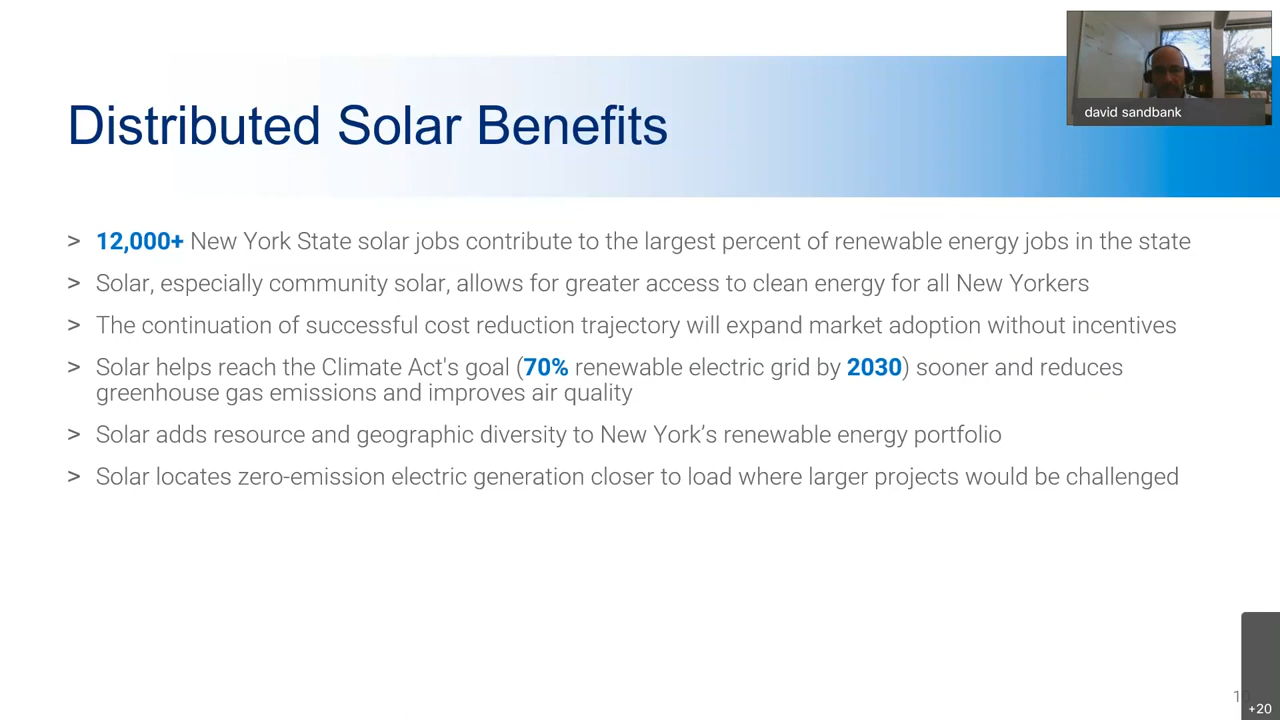 Distributed Solar Benefits
david sandbank
> 12,000+ New York State solar jobs contribute to the largest percent of renewable energy jobs in the state
> Solar, especially community solar, allows for greater access to clean energy for all New Yorkers
> The continuation of successful cost reduction trajectory will expand market adoption without incentives
> Solar helps reach the Climate Act's goal (70% renewable electric grid by 2030) sooner and reduces
greenhouse gas emissions and improves air quality
> Solar adds resource and geographic diversity to New York’s renewable energy portfolio
> Solar locates zero-emission electric generation closer to load where larger projects would be challenged
+20